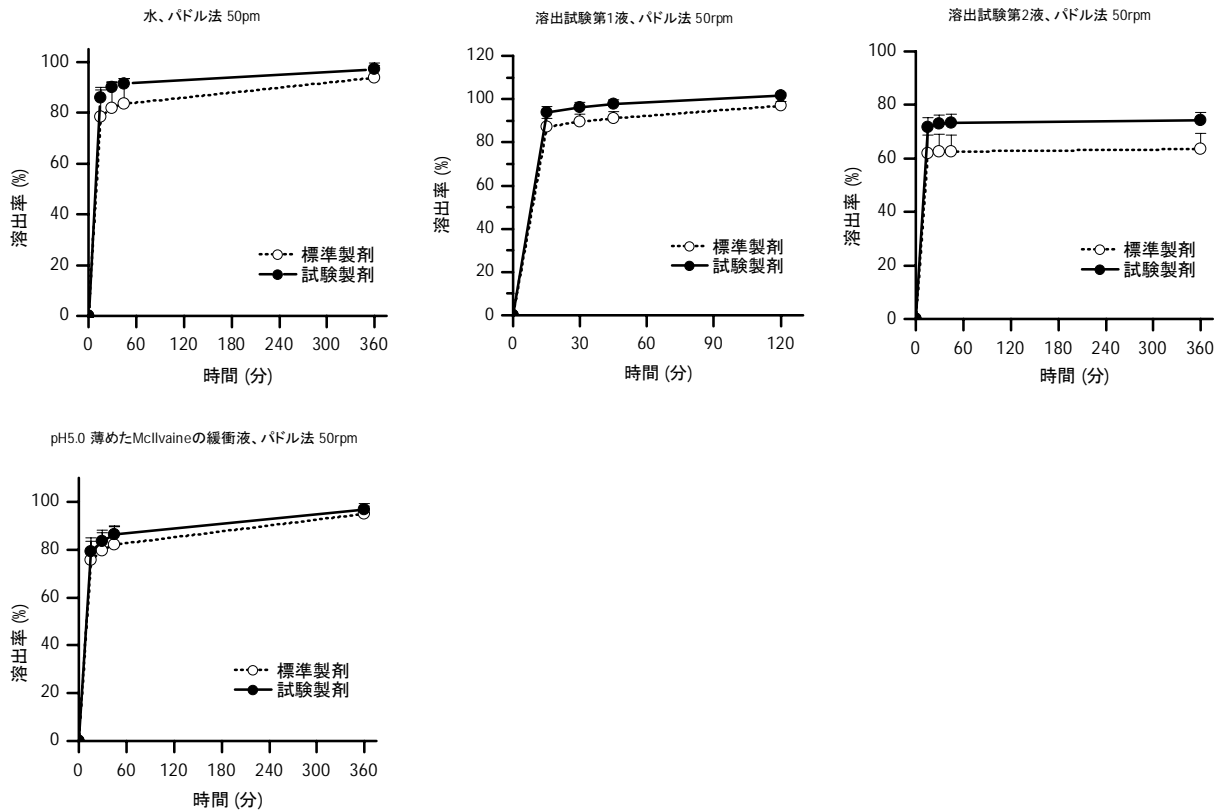 水、パドル法 50pm
溶出率 (%)
100
80
60
40
20
0
標準製剤
試験製剤
0 60 120 180 240 300 360
時間 (分)
溶出試験第1液、パドル法 50rpm
溶出率 (%)
120
100
80
60
40
20
0
標準製剤
試験製剤
0 30 60 90 120
時間 (分)
溶出試験第2液、パドル法 50rpm
溶出率 (%)
100
80
60
40
20
0
標準製剤
試験製剤
0 60 120 180 240 300 360
時間 (分)
pH5.0 薄めたMcIlvaineの緩衝液、パドル法 50rpm
溶出率 (%)
100
80
60
40
20
0
標準製剤
試験製剤
0 60 120 180 240 300 360
時間 (分)